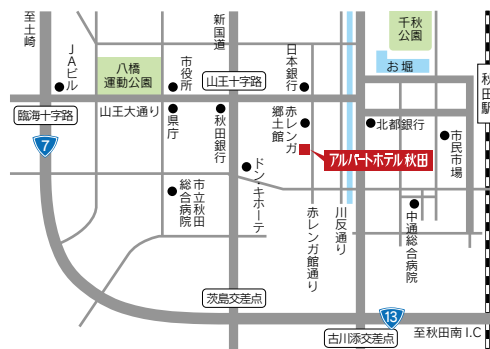 至土崎
JAビル
八橋
運動公園
市役所
新国道
山王十字路
日本銀行
千秋
公園
お堀
秋田駅
臨海十字路
7
山王大通り
県庁
秋田銀行
赤レンガ
郷土館
北都銀行
市民市場
アルバートホテル秋田
ドン・キホーテ
市立秋田
総合病院
赤レンガ館通り
川反通り
中通総合病院
茨島交差点
13
古川添交差点
至秋田南I.C